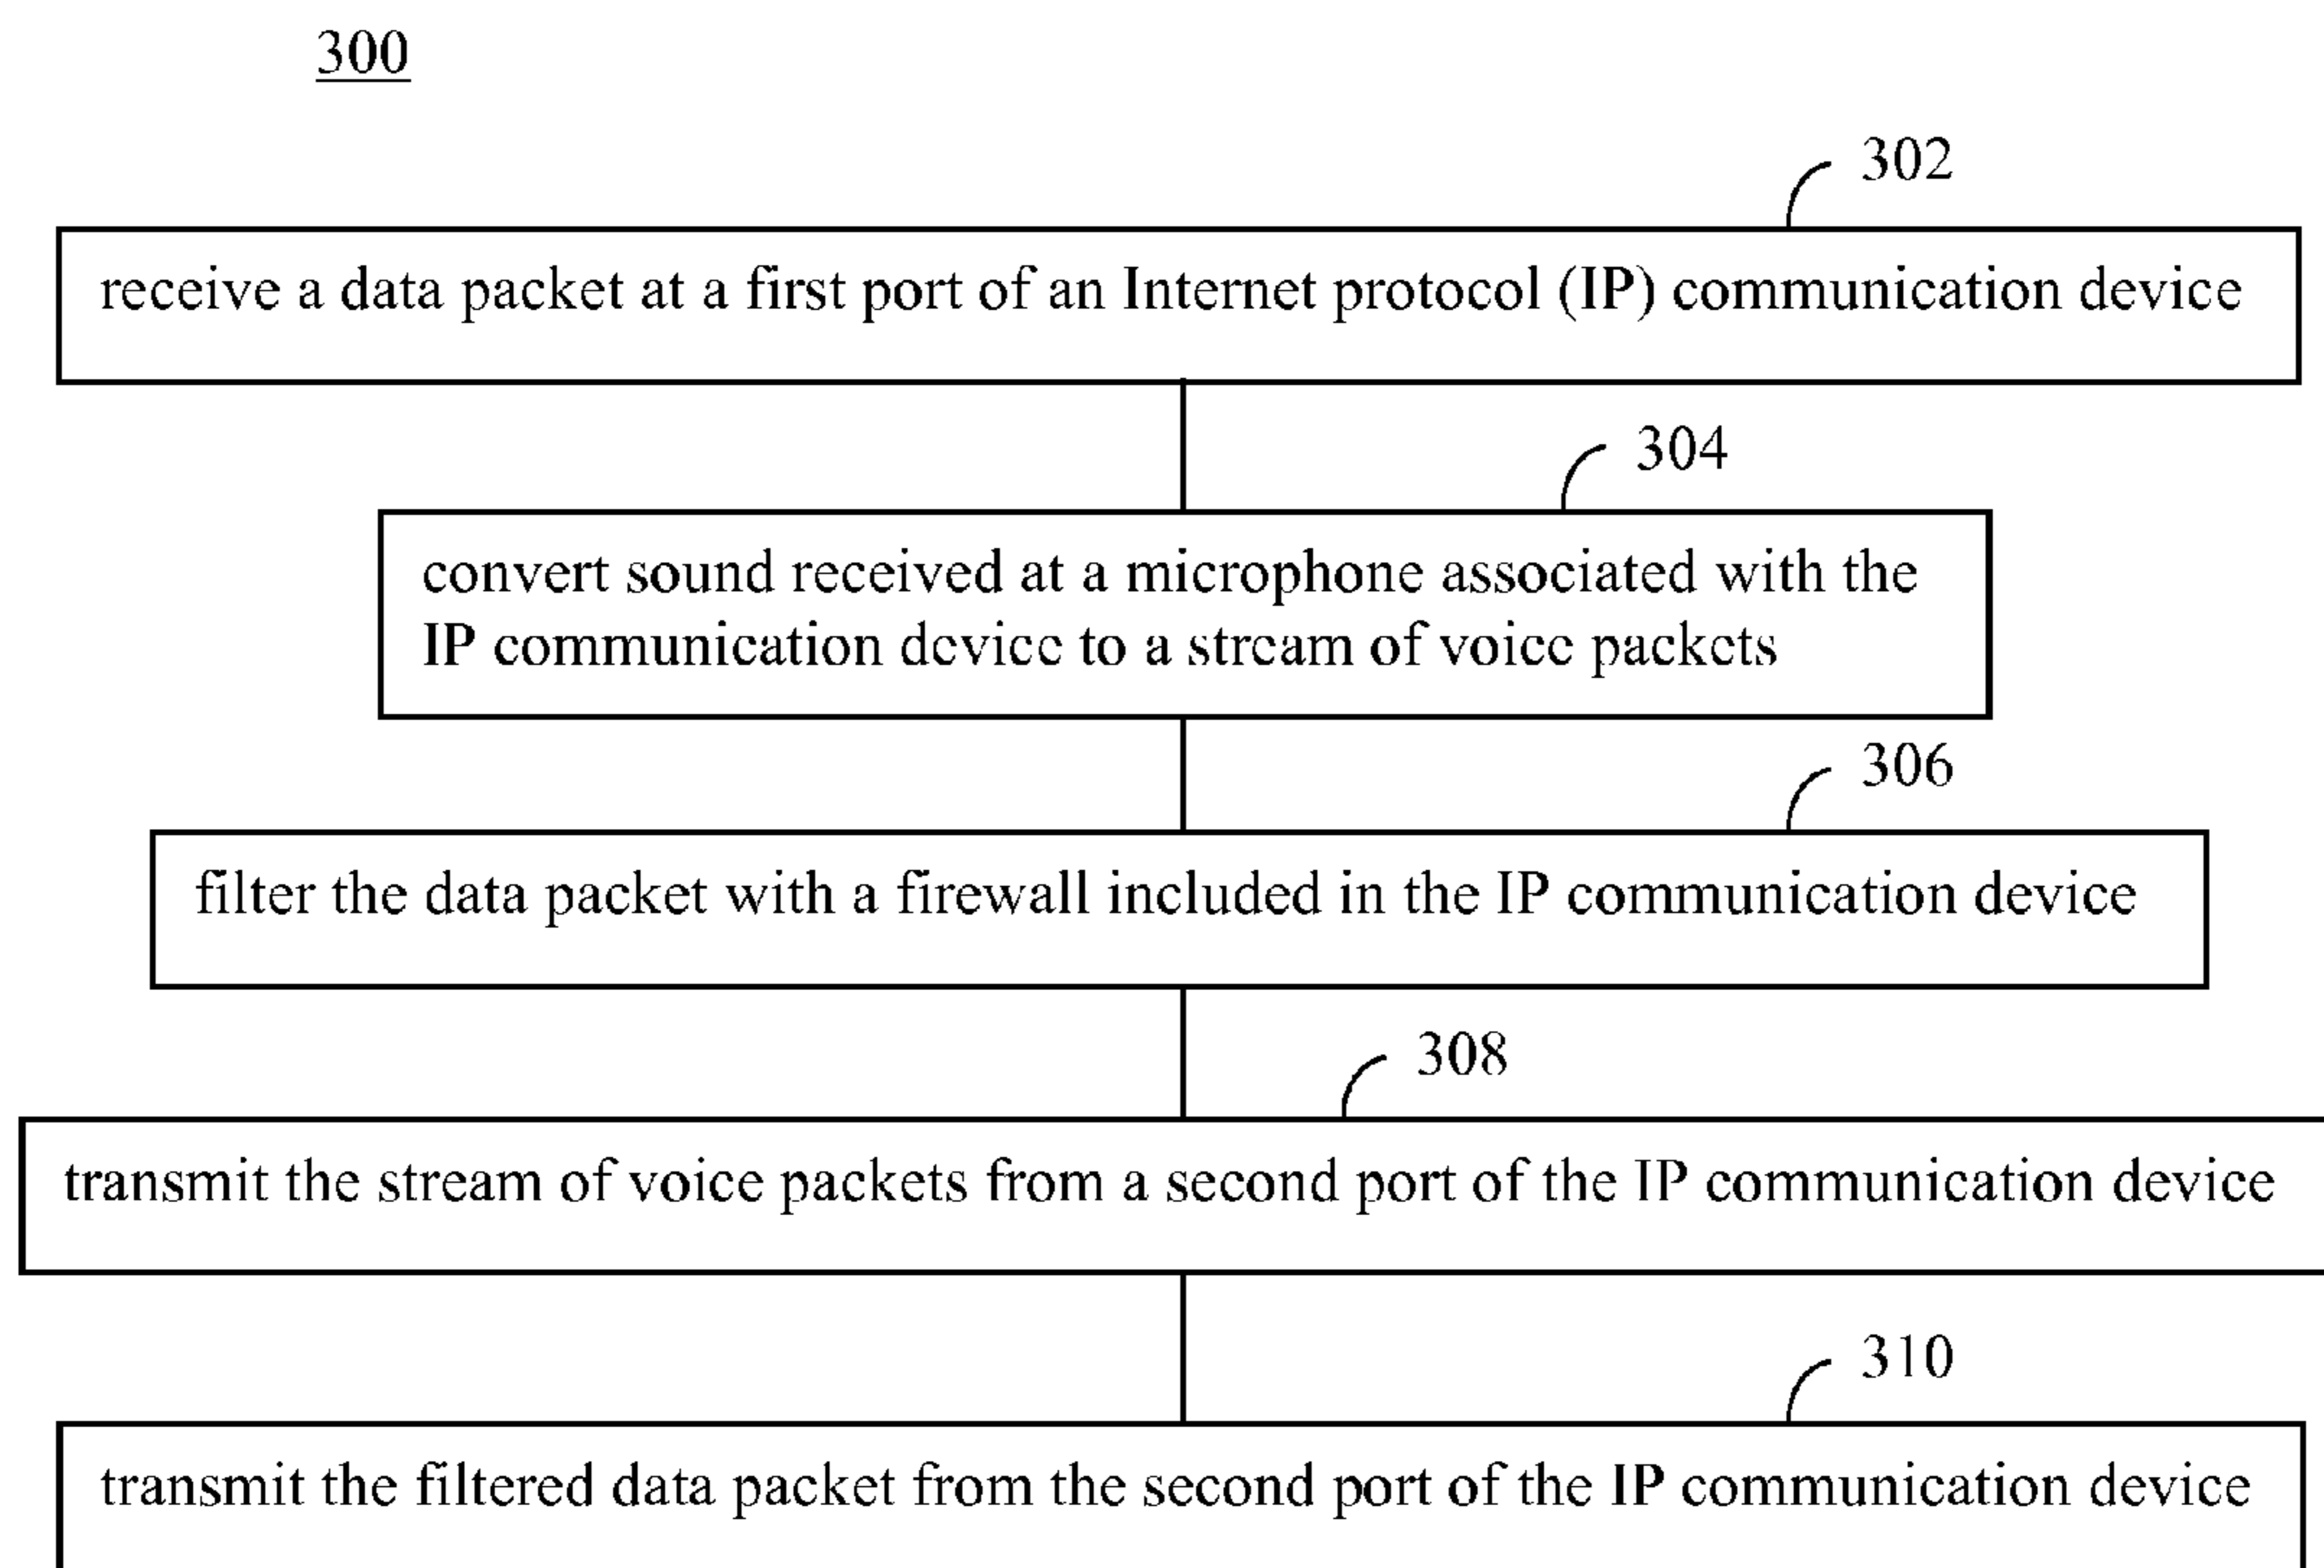 300
302
receive a data packet at a first port of an Internet protocol (IP) communication device
304
convert sound received at a microphone associated with the
IP communication device to a stream of voice packets
306
filter the data packet with a firewall included in the IP communication device
308
transmit the stream of voice packets from a second port of the IP communication device
310
transmit the filtered data packet from the second port of the IP communication device